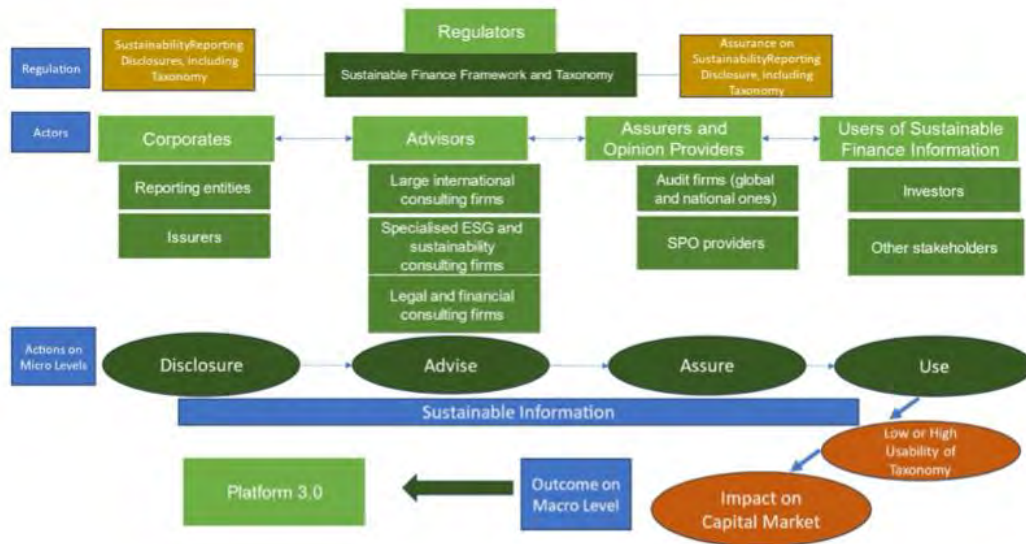 Regulators
SustainabilityReporting
Disclosures, Including
Taxonomy
Regulation
Sustainable Finance Framework and Taxonomy
Assurance on
SustainabilityReporting
Disclosure, Including
Taxonomy
Actors
Corporates
Advisors
Assurers and
Opinion Providers
Users of Sustainable
Finance Information
Reporting entities
Issurers
Large international
consulting firms
Specialised ESG and
sustainability
consulting firms
Legal and financial
consulting firms
Audit firms (global
and national ones)
SPO providers
Investors
Other stakeholders
Actions on
Micro Levels
Disclosure
Advise
Assure
Use
Sustainable Information
Low or High
Usability of
Taxonomy
Platform 3.0
Outcome on
Macro Level
Impact on
Capital Market